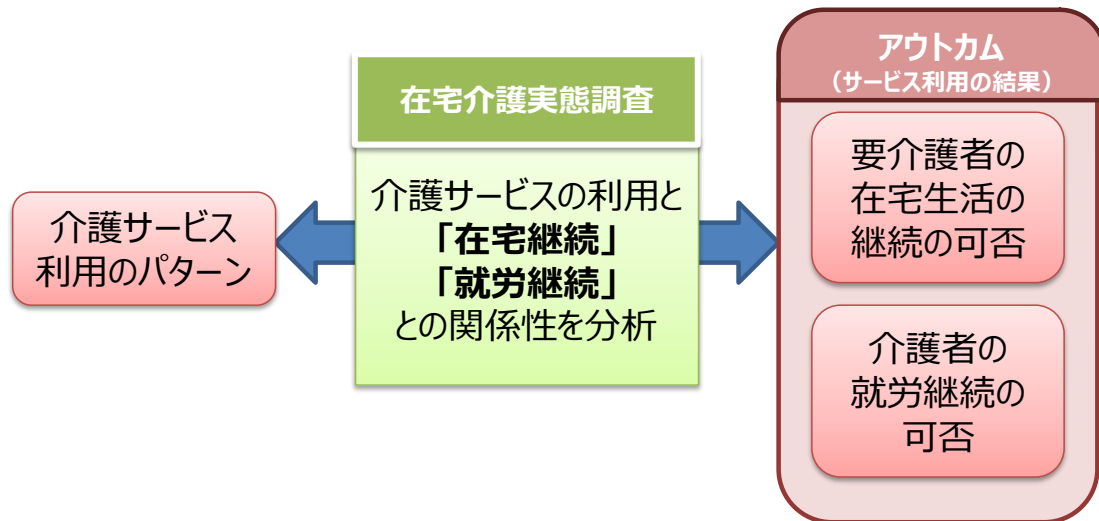 介護サービス
利用のパターン
在宅介護実態調査
介護サービスの利用と
「在宅継続」
「就労継続」
との関係性を分析
アウトカム
（サービス利用の結果）
要介護者の
在宅生活の
継続の可否
介護者の
就労継続の
可否